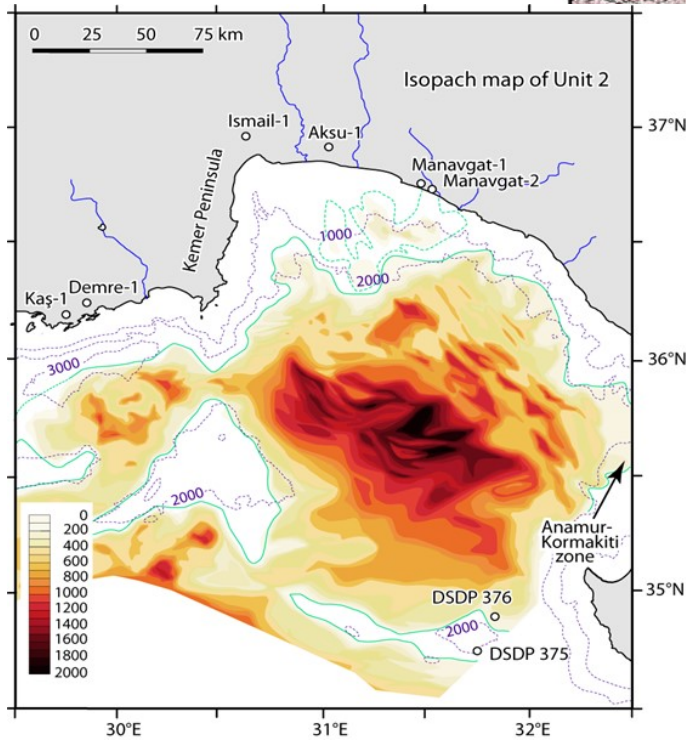 0 25 50 75 km
Isopach map of Unit 2
Ismail-1
Aksu-1
37°N
Manavgat-1
Manavgat-2
Kemer Peninsula
1000
2000
Demre-1
Kaş-1
3000
36°N
2000
0
200
400
600
800
1000
1200
1400
1600
1800
2000
Anamur-
Kormakiti
zone
35°N
DSDP 376
2000
DSDP 375
30°E 31°E 32°E